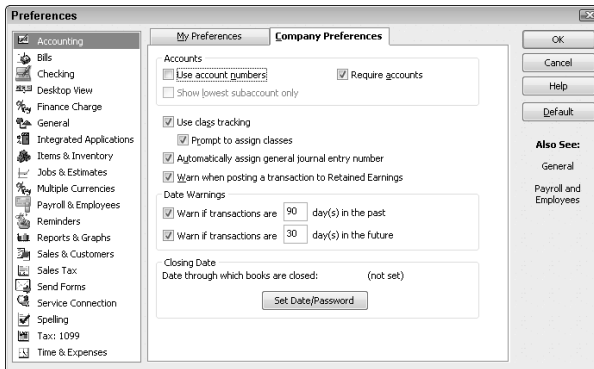 Preferences
Accounting
Bills
Checking
Desktop View
Finance Charge
General
Integrated Applications
Items & Inventory
Jobs & Estimates
Multiple Currencies
Payroll & Employees
Reminders
Reports & Graphs
Sales & Customers
Sales Tax
Send Forms
Service Connection
Spelling
Tax: 1099
Time & Expenses
My Preferences
Company Preferences
Accounts
Use account numbers
Require accounts
Show lowest subaccount only
Use class tracking
Prompt to assign classes
Automatically assign general journal entry number
Warn when posting a transaction to Retained Earnings
Date Warnings
Warn if transactions are 90 day(s) in the past
Warn if transactions are 30 day(s) in the future
Closing Date
Date through which books are closed: (not set)
Set Date/Password
OK
Cancel
Help
Default
Also See:
General
Payroll and
Employees